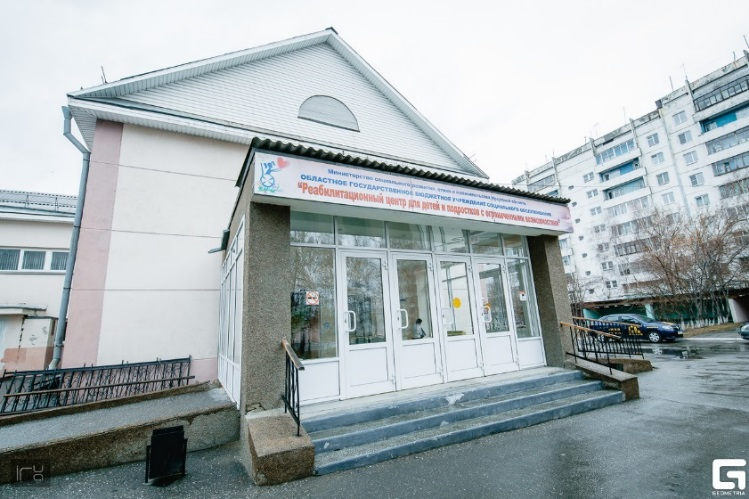 Министерство социального развития, опеки и попечительства Иркутской области
ОБЛАСТНОЕ ГОСУДАРСТВЕННОЕ БЮДЖЕТНОЕ УЧРЕЖДЕНИЕ СОЦИАЛЬНОГО ОБСЛУЖИВАНИЯ
"Реабилитационный центр для детей и подростков с ограниченными возможностями"
G
GEOMETRIA